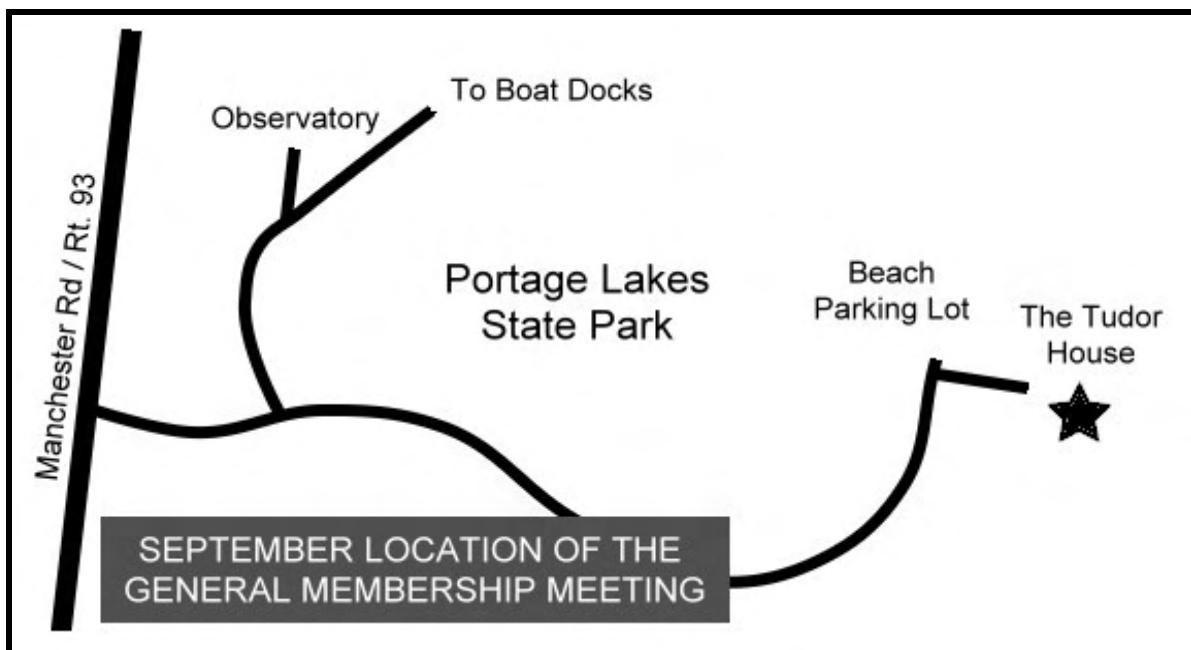 To Boat Docks
Observatory
Manchester Rd / Rt. 93
Portage Lakes
State Park
Beach
Parking Lot
The Tudor
House
SEPTEMBER LOCATION OF THE
GENERAL MEMBERSHIP MEETING